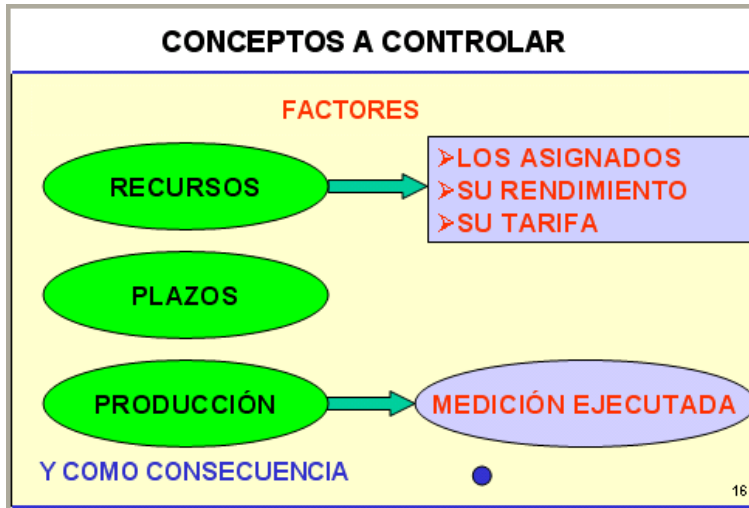 CONCEPTOS A CONTROLAR
FACTORES
RECURSOS
LOS ASIGNADOS
SU RENDIMIENTO
SU TARIFA
PLAZOS
PRODUCCIÓN
MEDICIÓN EJECUTADA
Y COMO CONSECUENCIA
16